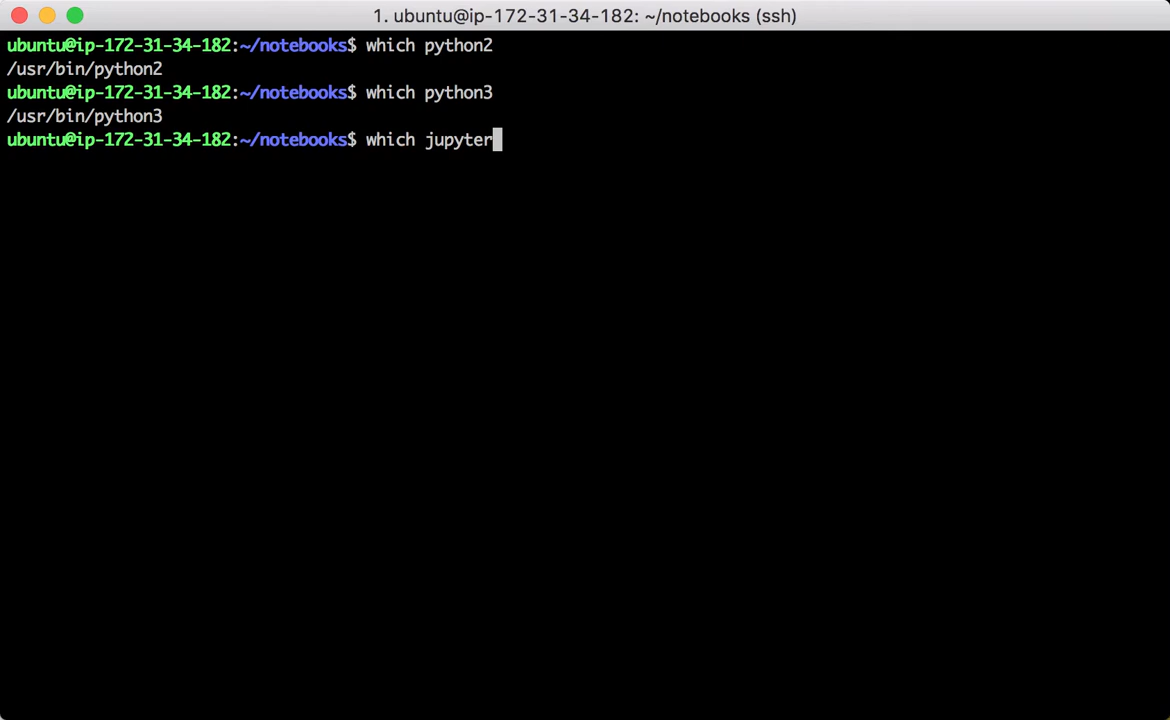 1. ubuntu@ip-172-31-34-182: ~/notebooks (ssh)
ubuntu@ip-172-31-34-182:~/notebooks$ which python2
/usr/bin/python2
ubuntu@ip-172-31-34-182:~/notebooks$ which python3
/usr/bin/python3
ubuntu@ip-172-31-34-182:~/notebooks$ which jupyter